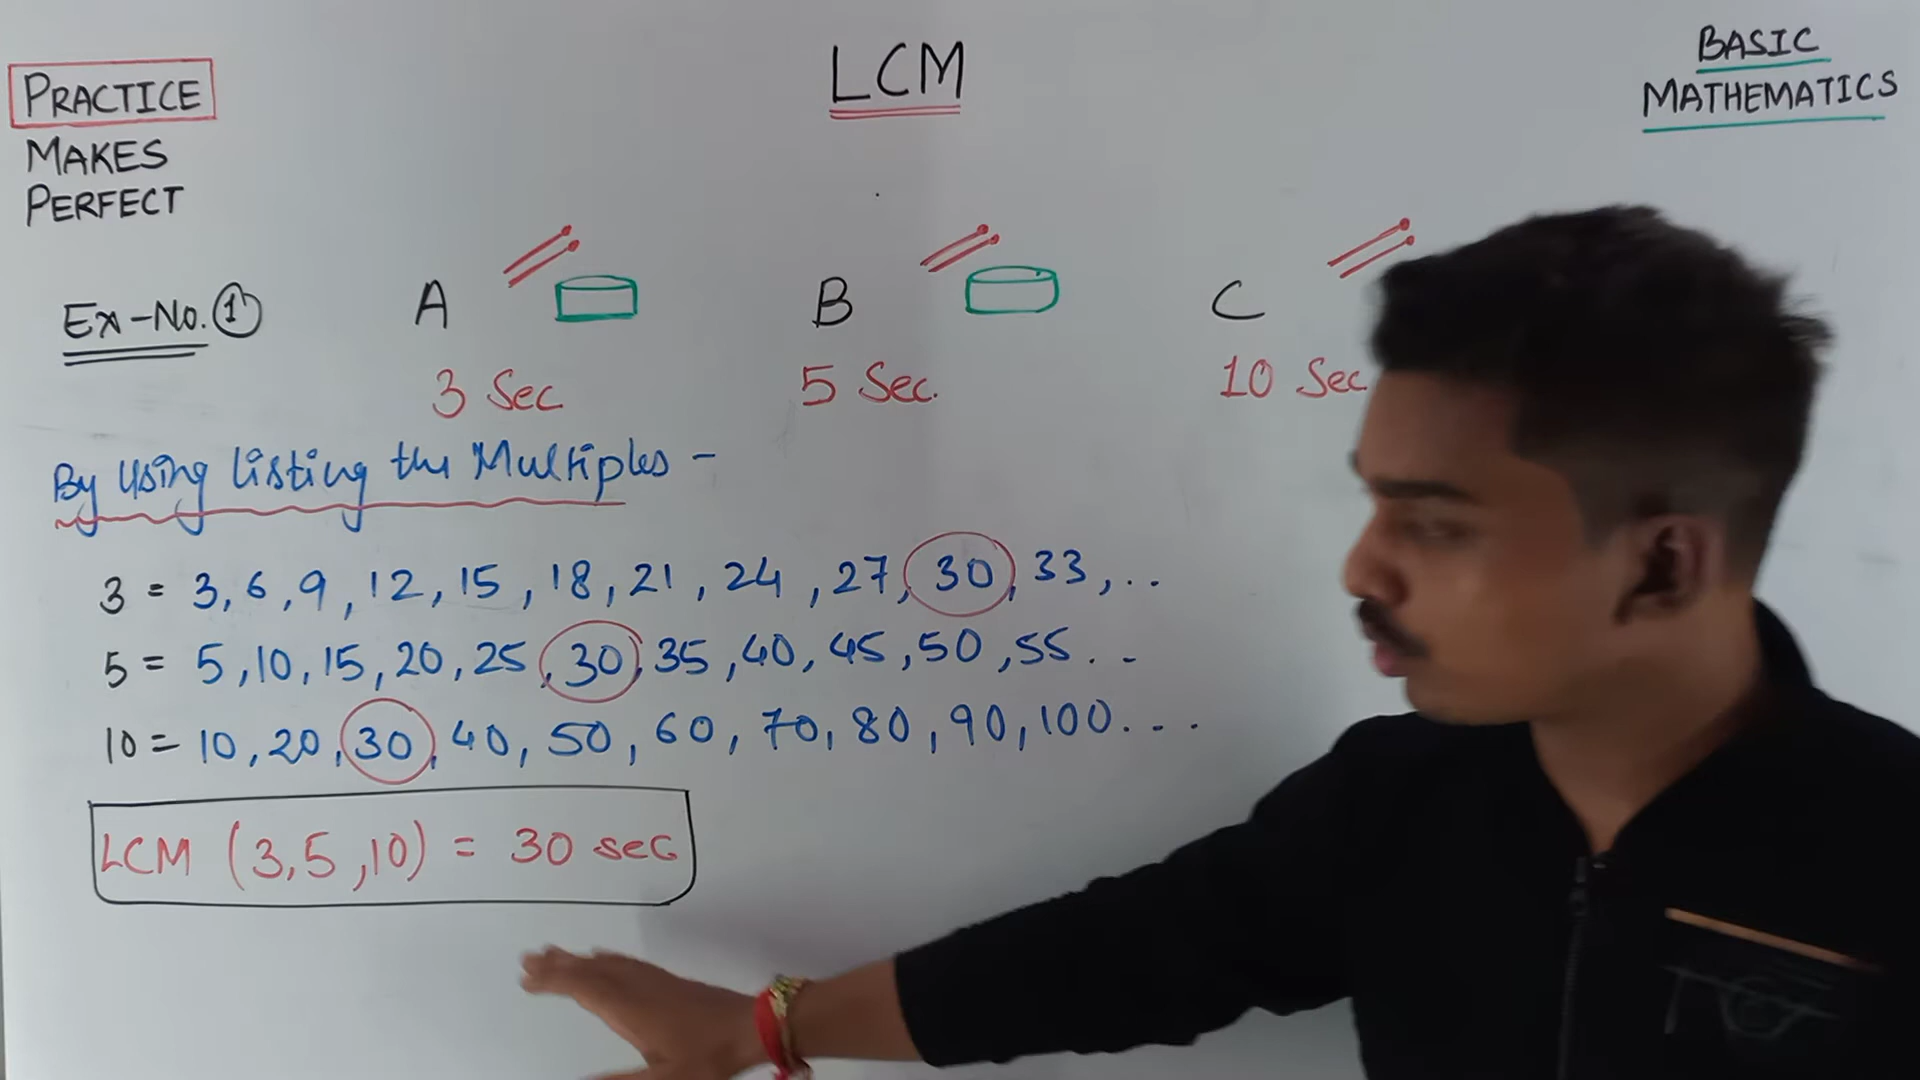 PRACTICE
MAKES
PERFECT
LCM
BASIC
MATHEMATICS
Ex-No. 1
A
B
C
3 Sec
5 Sec.
10 Sec
By Using Listing the Multiples -
3 = 3, 6, 9, 12, 15, 18, 21, 24, 27, 30, 33, ..
5 = 5, 10, 15, 20, 25, 30, 35, 40, 45, 50, 55 ..
10 = 10, 20, 30, 40, 50, 60, 70, 80, 90, 100 ...
LCM (3, 5, 10) = 30 sec